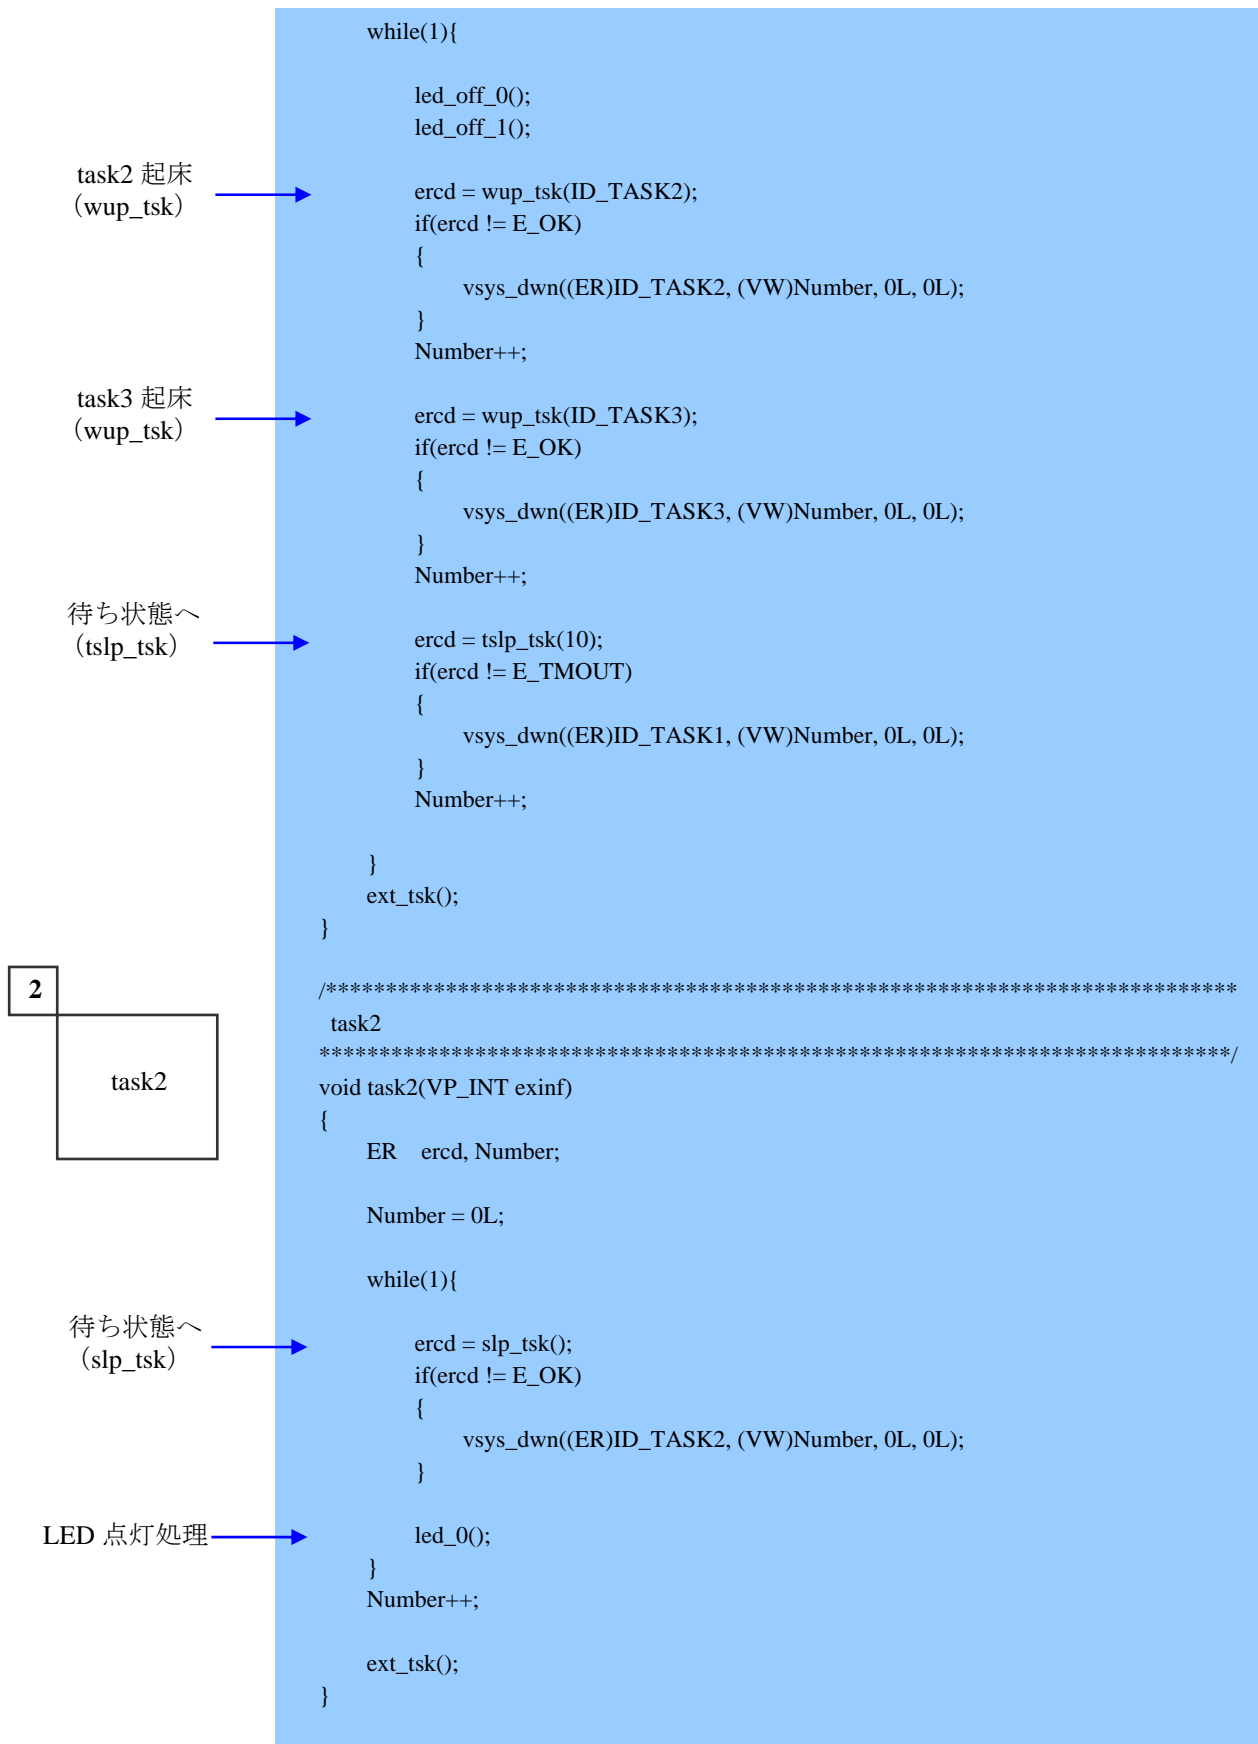 while(1){
led_off_0();
led_off_1();
task2 起床
（wup_tsk）
ercd = wup_tsk(ID_TASK2);
if(ercd != E_OK)
{
vsys_dwn((ER)ID_TASK2, (VW)Number, 0L, 0L);
}
Number++;
task3 起床
（wup_tsk）
ercd = wup_tsk(ID_TASK3);
if(ercd != E_OK)
{
vsys_dwn((ER)ID_TASK3, (VW)Number, 0L, 0L);
}
Number++;
待ち状態へ
（tslp_tsk）
ercd = tslp_tsk(10);
if(ercd != E_TMOUT)
{
vsys_dwn((ER)ID_TASK1, (VW)Number, 0L, 0L);
}
Number++;
}
ext_tsk();
}
2
task2
/****************************************************************************
task2
****************************************************************************/
void task2(VP_INT exinf)
{
ER ercd, Number;
Number = 0L;
while(1){
待ち状態へ
（slp_tsk）
ercd = slp_tsk();
if(ercd != E_OK)
{
vsys_dwn((ER)ID_TASK2, (VW)Number, 0L, 0L);
}
LED 点灯処理
led_0();
}
Number++;
ext_tsk();
}